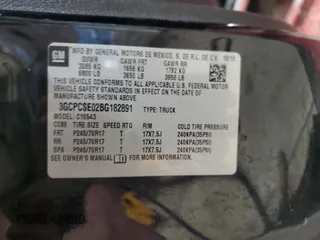 GM
MFD BY GENERAL MOTORS DE MEXICO, S. DE R.L. DE C.V. 10/10
GVWR GAWR FRT GAWR RR
3085 KG 1656 KG 1792 KG
6800 LB 3650 LB 3950 LB
THIS VEHICLE CONFORMS TO ALL APPLICABLE U.S. FEDERAL
MOTOR VEHICLE SAFETY STANDARDS IN EFFECT ON THE DATE OF
MANUFACTURE SHOWN ABOVE.
3GCPCSE02BG182891 TYPE: TRUCK
MODEL: C10543
TIRE SIZE SPEED RTG RIM COLD TIRE PRESSURE
FRT P245/70R17 T 17X7.5J 240KPA(35PSI)
RR P245/70R17 T 17X7.5J 240KPA(35PSI)
SPA P245/70R17 T 17X7.5J 240KPA(35PSI)
SEE OWNER'S MANUAL FOR MORE INFORMATION